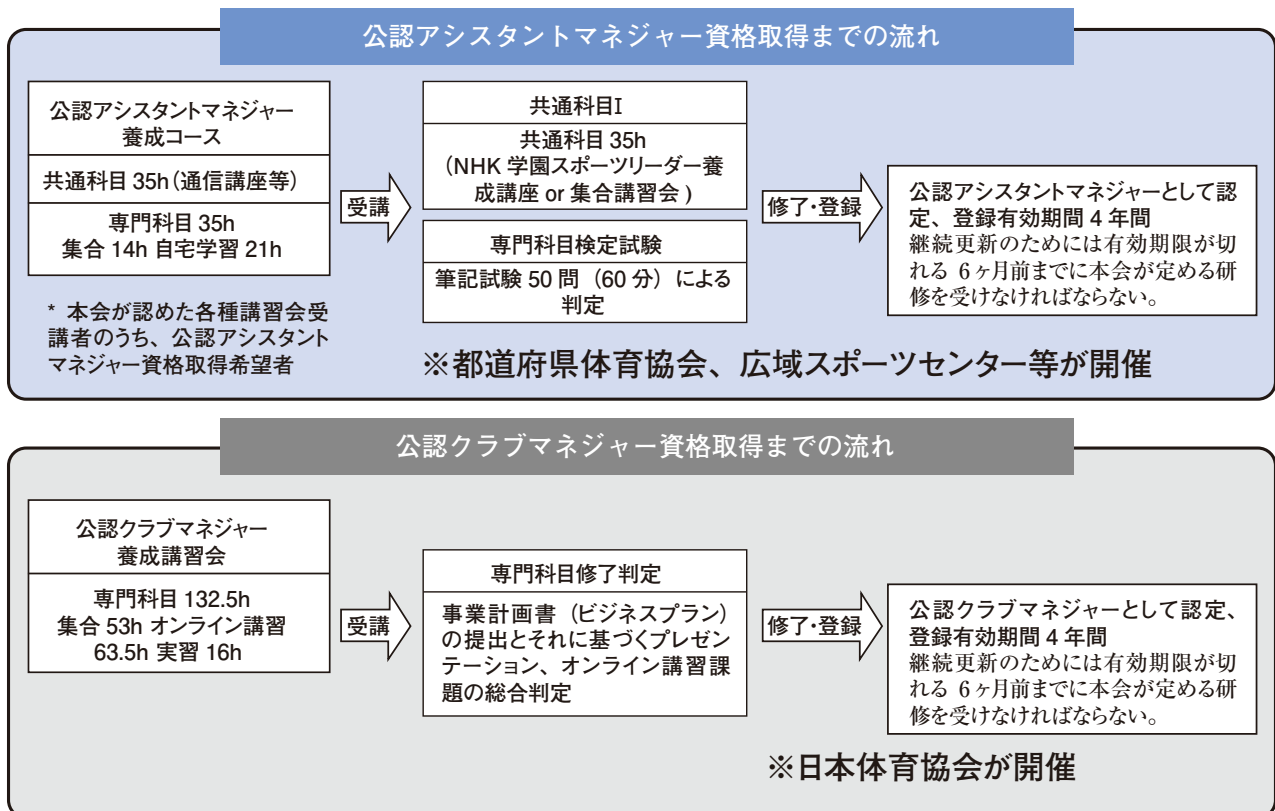 公認アシスタントマネジャー資格取得までの流れ
公認アシスタントマネジャー
養成コース
共通科目 35h(通信講座等)
専門科目 35h
集合 14h 自宅学習 21h
* 本会が認めた各種講習会受
講者のうち、公認アシスタント
マネジャー資格取得希望者
受講
共通科目I
共通科目 35h
(NHK 学園スポーツリーダー養
成講座 or 集合講習会 )
専門科目検定試験
筆記試験 50 問（60 分）による
判定
修了・登録
公認アシスタントマネジャーとして認
定、登録有効期間 4 年間
継続更新のためには有効期限が切
れる 6ヶ月前までに本会が定める研
修を受けなければならない。
※都道府県体育協会、広域スポーツセンター等が開催
公認クラブマネジャー資格取得までの流れ
公認クラブマネジャー
養成講習会
専門科目 132.5h
集合 53h オンライン講習
63.5h 実習 16h
受講
専門科目修了判定
事業計画書（ビジネスプラン）
の提出とそれに基づくプレゼン
テーション、オンライン講習課
題の総合判定
修了・登録
公認クラブマネジャーとして認定、
登録有効期間 4 年間
継続更新のためには有効期限が切
れる 6ヶ月前までに本会が定める研
修を受けなければならない。
※日本体育協会が開催